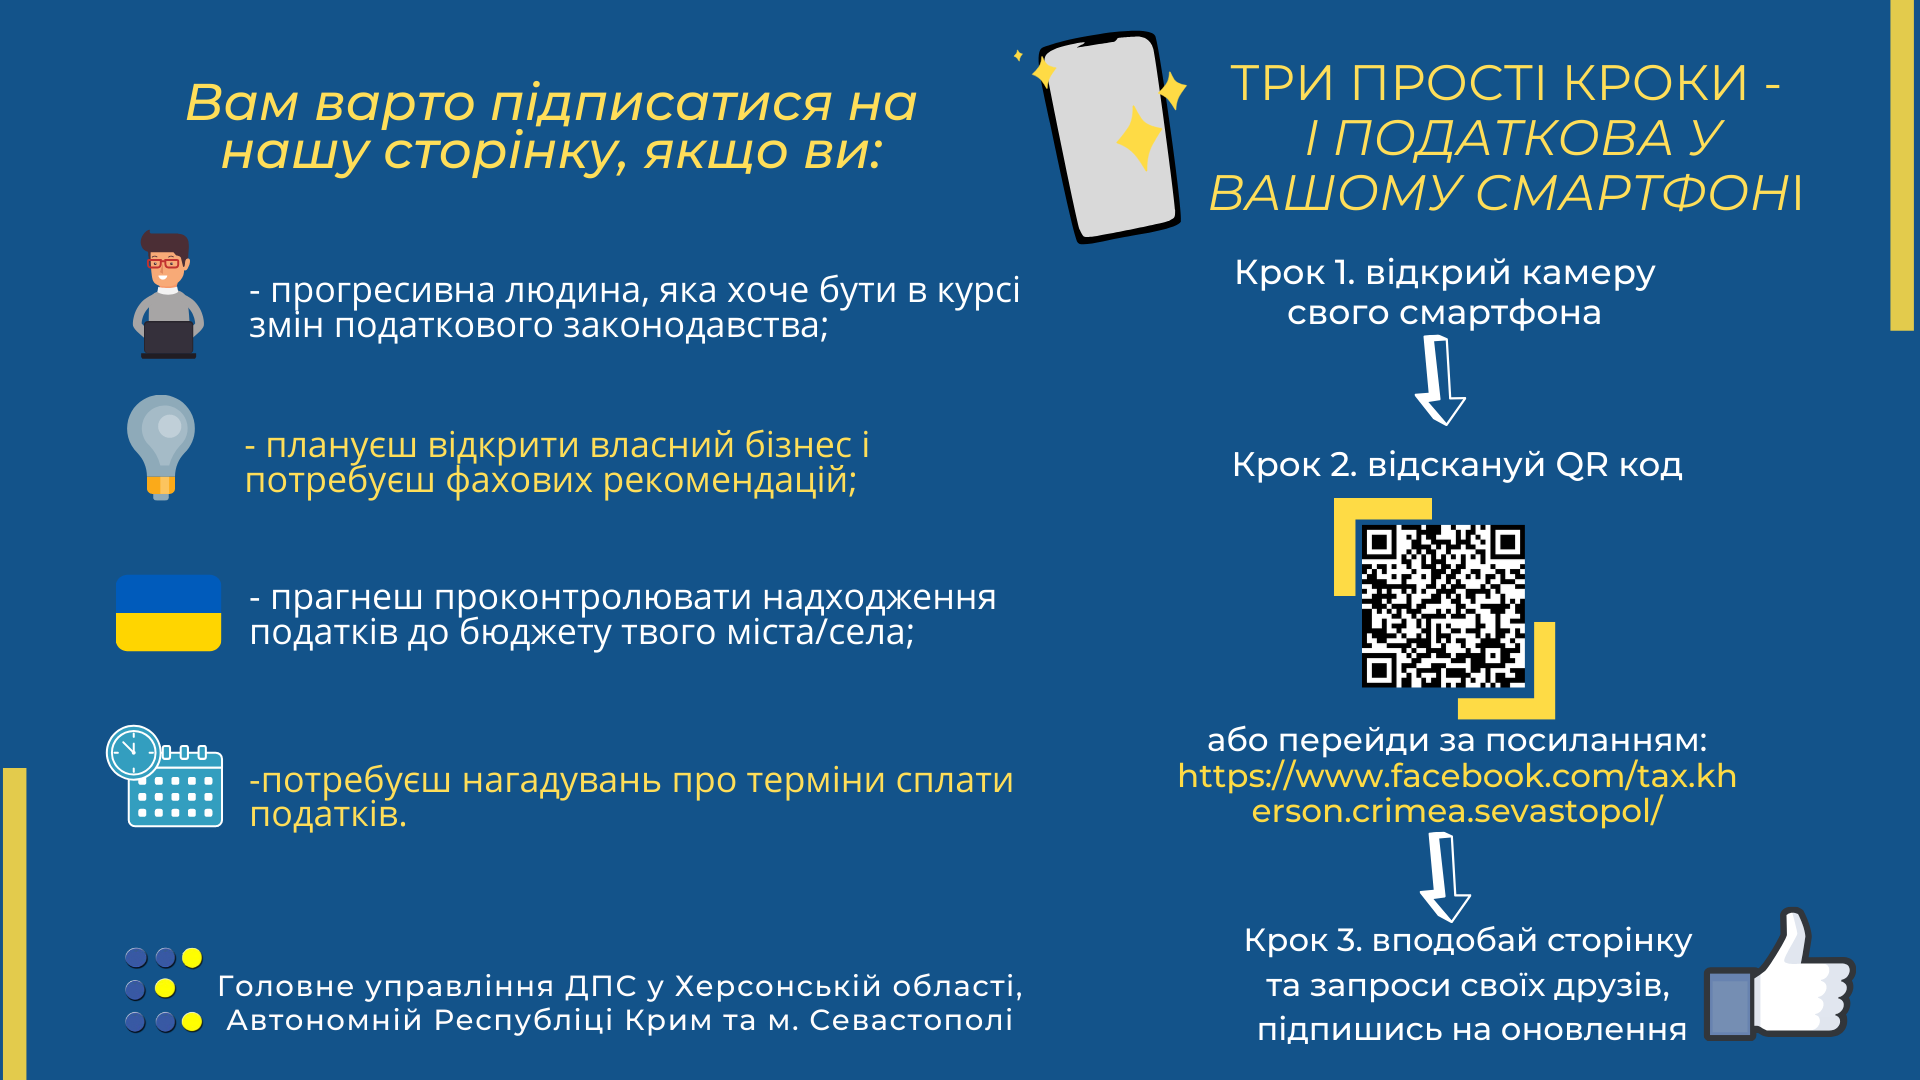 Вам варто підписатися на
нашу сторінку, якщо ви:
- прогресивна людина, яка хоче бути в курсі
змін податкового законодавства;
- плануєш відкрити власний бізнес і
потребуєш фахових рекомендацій;
- прагнеш проконтролювати надходження
податків до бюджету твого міста/села;
-потребуєш нагадувань про терміни сплати
податків.
Головне управління ДПС у Херсонській області,
Автономній Республіці Крим та м. Севастополі
ТРИ ПРОСТІ КРОКИ -
І ПОДАТКОВА У
ВАШОМУ СМАРТФОНІ
Крок 1. відкрий камеру
свого смартфона
Крок 2. відскануй QR код
або перейди за посиланням:
https://www.facebook.com/tax.kh
erson.crimea.sevastopol/
Крок 3. вподобай сторінку
та запроси своїх друзів,
підпишись на оновлення